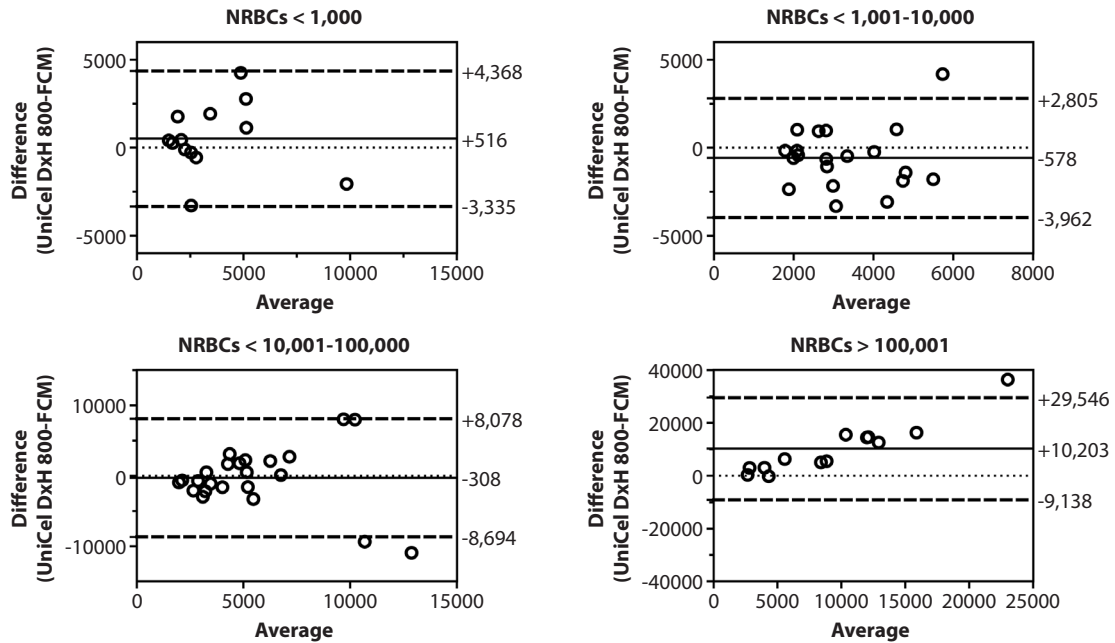 NRBCs < 1,000
Difference
(UniCel DxH 800-FCM)
5000
0
-5000
+4,368
+516
-3,335
0
5000
10000
15000
Average
NRBCs < 1,001-10,000
Difference
(UniCel DxH 800-FCM)
5000
0
-5000
+2,805
-578
-3,962
0
2000
4000
6000
8000
Average
NRBCs < 10,001-100,000
Difference
(UniCel DxH 800-FCM)
10000
0
-10000
+8,078
-308
-8,694
0
5000
10000
15000
Average
NRBCs > 100,001
Difference
(UniCel DxH 800-FCM)
40000
20000
0
-20000
-40000
+29,546
+10,203
-9,138
0
5000
10000
15000
20000
25000
Average